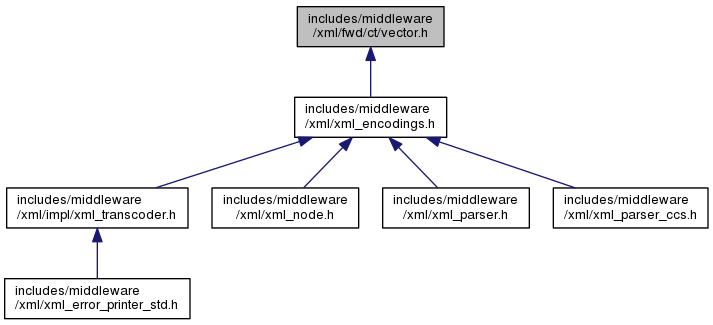 includes/middleware
/xml/fwd/ct/vector.h
includes/middleware
/xml/xml_encodings.h
includes/middleware
/xml/impl/xml_transcoder.h
includes/middleware
/xml/xml_node.h
includes/middleware
/xml/xml_parser.h
includes/middleware
/xml/xml_parser_ccs.h
includes/middleware
/xml/xml_error_printer_std.h